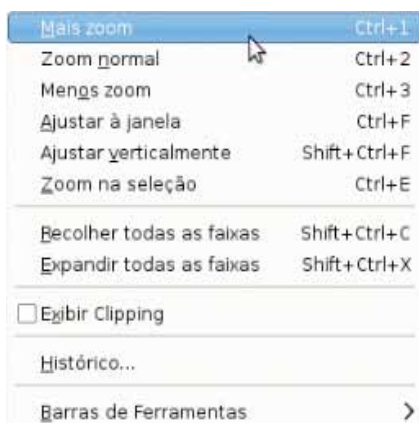 Mais zoom Ctrl+1
Zoom normal Ctrl+2
Menos zoom Ctrl+3
Ajustar à janela Ctrl+F
Ajustar verticalmente Shift+Ctrl+F
Zoom na seleção Ctrl+E
Recolher todas as faixas Shift+Ctrl+C
Expandir todas as faixas Shift+Ctrl+X
Exibir Clipping
Histórico...
Barras de Ferramentas